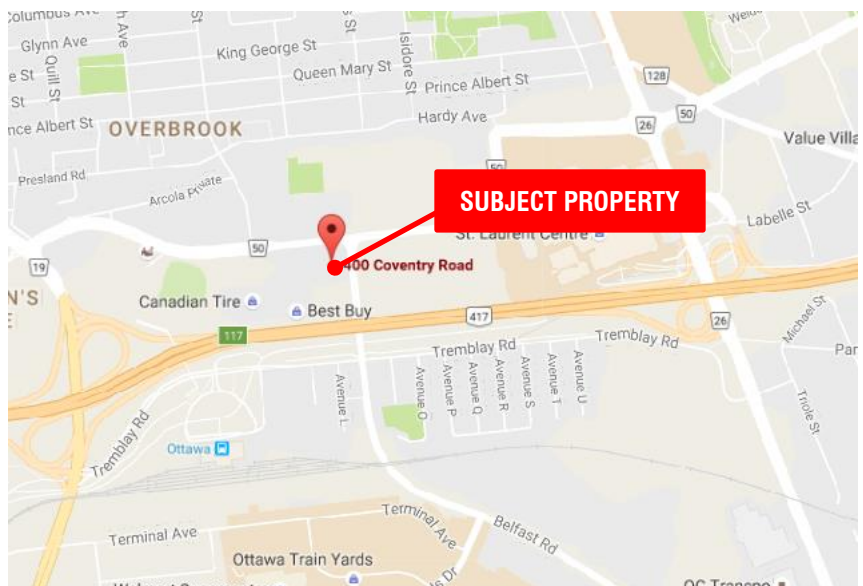 Columbus Ave
Glynn Ave
King George St
Isidore St
Quill St
Queen Mary St
Prince Albert St
128
50
26
Hardy Ave
nce Albert St
OVERBROOK
Value Villa
50
Presland Rd
Arcola Private
SUBJECT PROPERTY
Labelle St
50
St. Laurent Centre
19
400 Coventry Road
N'S
E
Canadian Tire
Best Buy
417
117
26
Michael St
Tremblay Rd
Tremblay Rd
Par
Avenue L
Avenue O
Avenue P
Avenue Q
Avenue R
Avenue S
Avenue T
Avenue U
Triole St
Tremblay Rd
Ottawa
Terminal Ave
Terminal Ave
Belfast Rd
Ottawa Train Yards
OC Transpo